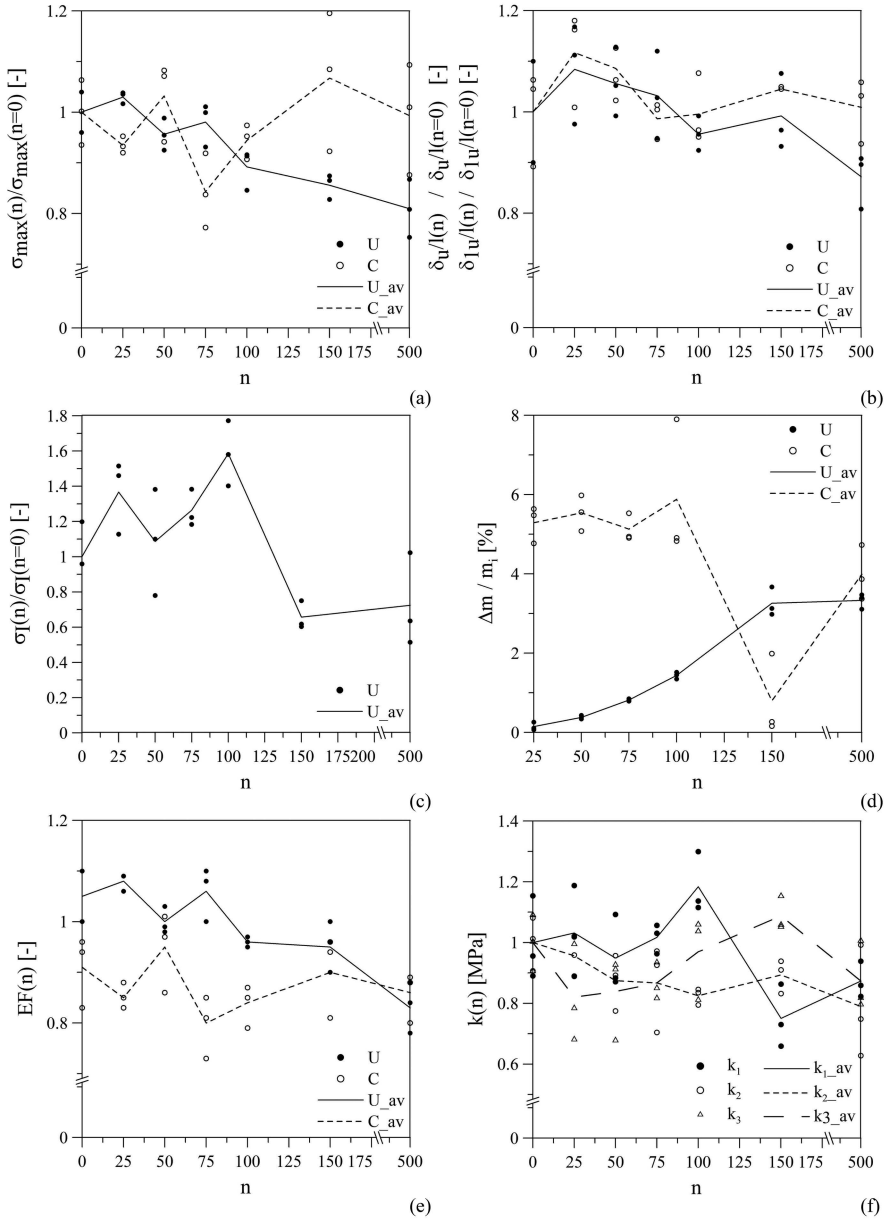 σmax(n)/σmax(n=0) [-]
1.2
1
0.8
0
U
C
U_av
C_av
0 25 50 75 100 125 150 175 500
n
(a)
δu/l(n) / δu/l(n=0) [-]
δ1u/l(n) / δ1u/l(n=0) [-]
1.2
1
0.8
0
U
C
U_av
C_av
0 25 50 75 100 125 150 175 500
n
(b)
σI(n)/σI(n=0) [-]
1.8
1.6
1.4
1.2
1
0.8
0.6
0.4
0.2
0
U
U_av
0 25 50 75 100 125 150 175 200 500
n
(c)
Δm / mi [%]
8
6
4
2
0
U
C
U_av
C_av
25 50 75 100 150 500
n
(d)
EF(n) [-]
1.2
1
0.8
0
U
C
U_av
C_av
0 25 50 75 100 125 150 175 500
n
(e)
k(n) [MPa]
1.4
1.2
1
0.8
0.6
0
k1 k1_av
k2 k2_av
k3 k3_av
0 25 50 75 100 125 150 175 500
n
(f)